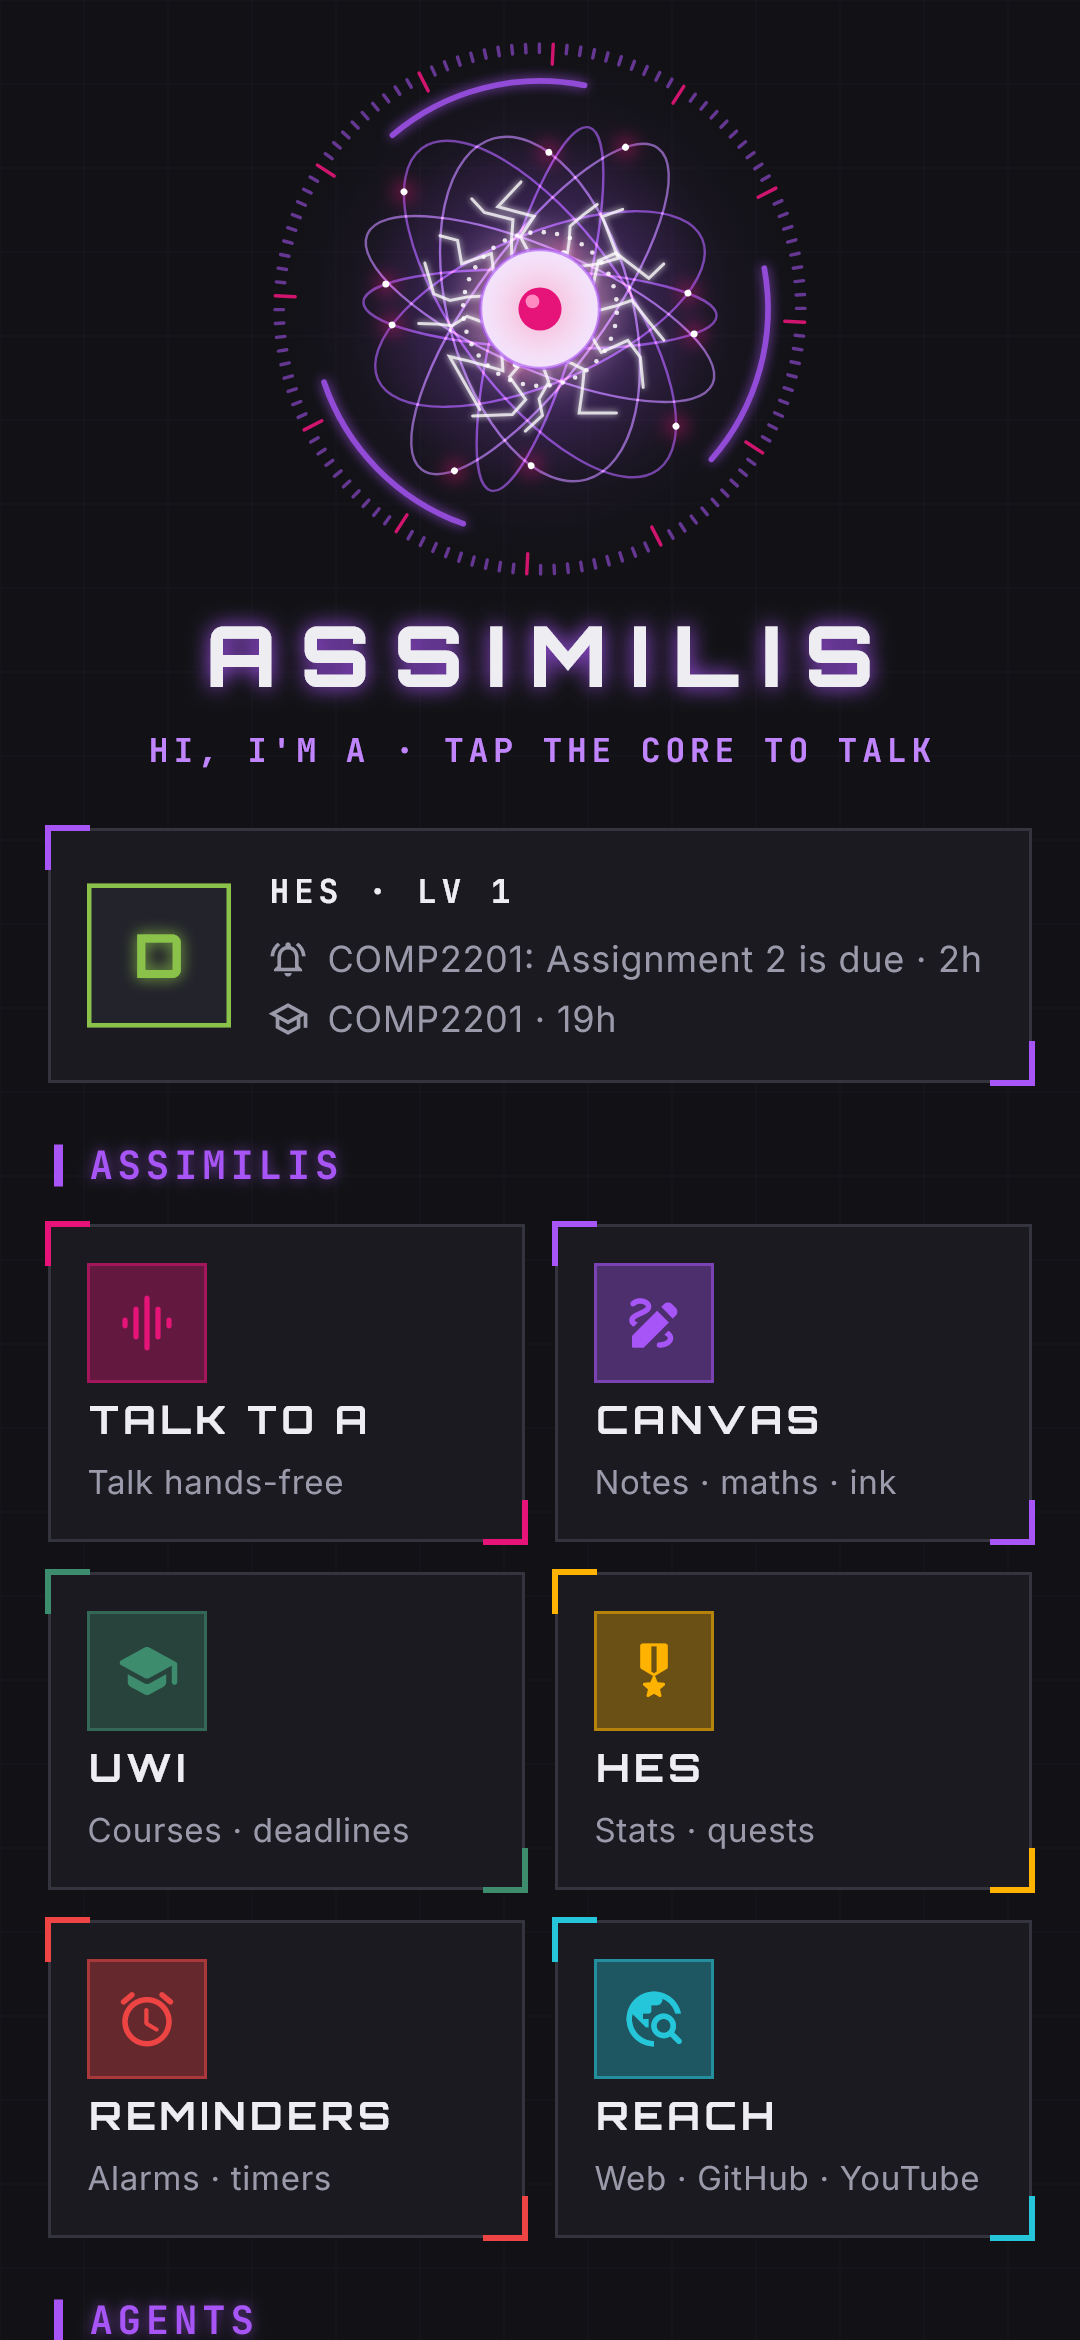 ASSIMILIS
HI, I'M A · TAP THE CORE TO TALK
D
HES · LV 1
COMP2201: Assignment 2 is due · 2h
COMP2201 · 19h
ASSIMILIS
TALK TO A
Talk hands-free
CANVAS
Notes · maths · ink
UWI
Courses · deadlines
HES
Stats · quests
REMINDERS
Alarms · timers
REACH
Web · GitHub · YouTube
AGENTS